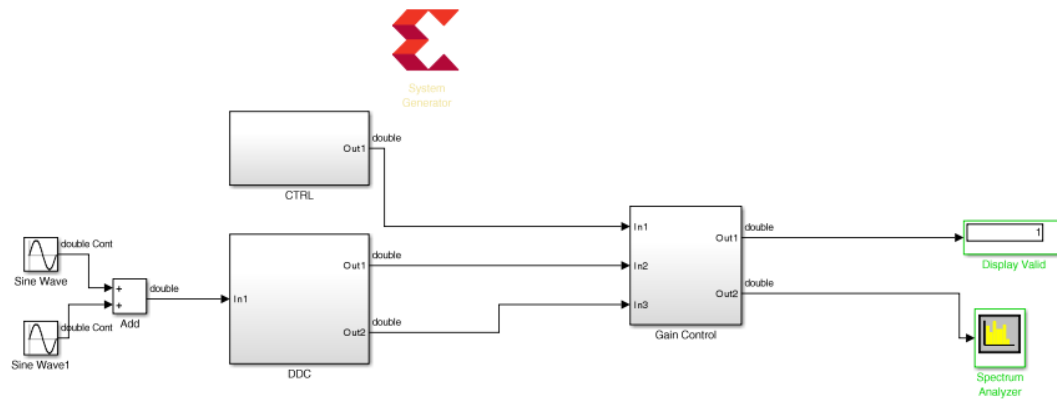 System
Generator
Out1
double
CTRL
double Cont
Sine Wave
+
+
Add
double
double Cont
Sine Wave1
In1
Out1
double
Out2
double
DDC
In1
In2
In3
Out1
double
Out2
double
Gain Control
1
Display Valid
Spectrum
Analyzer